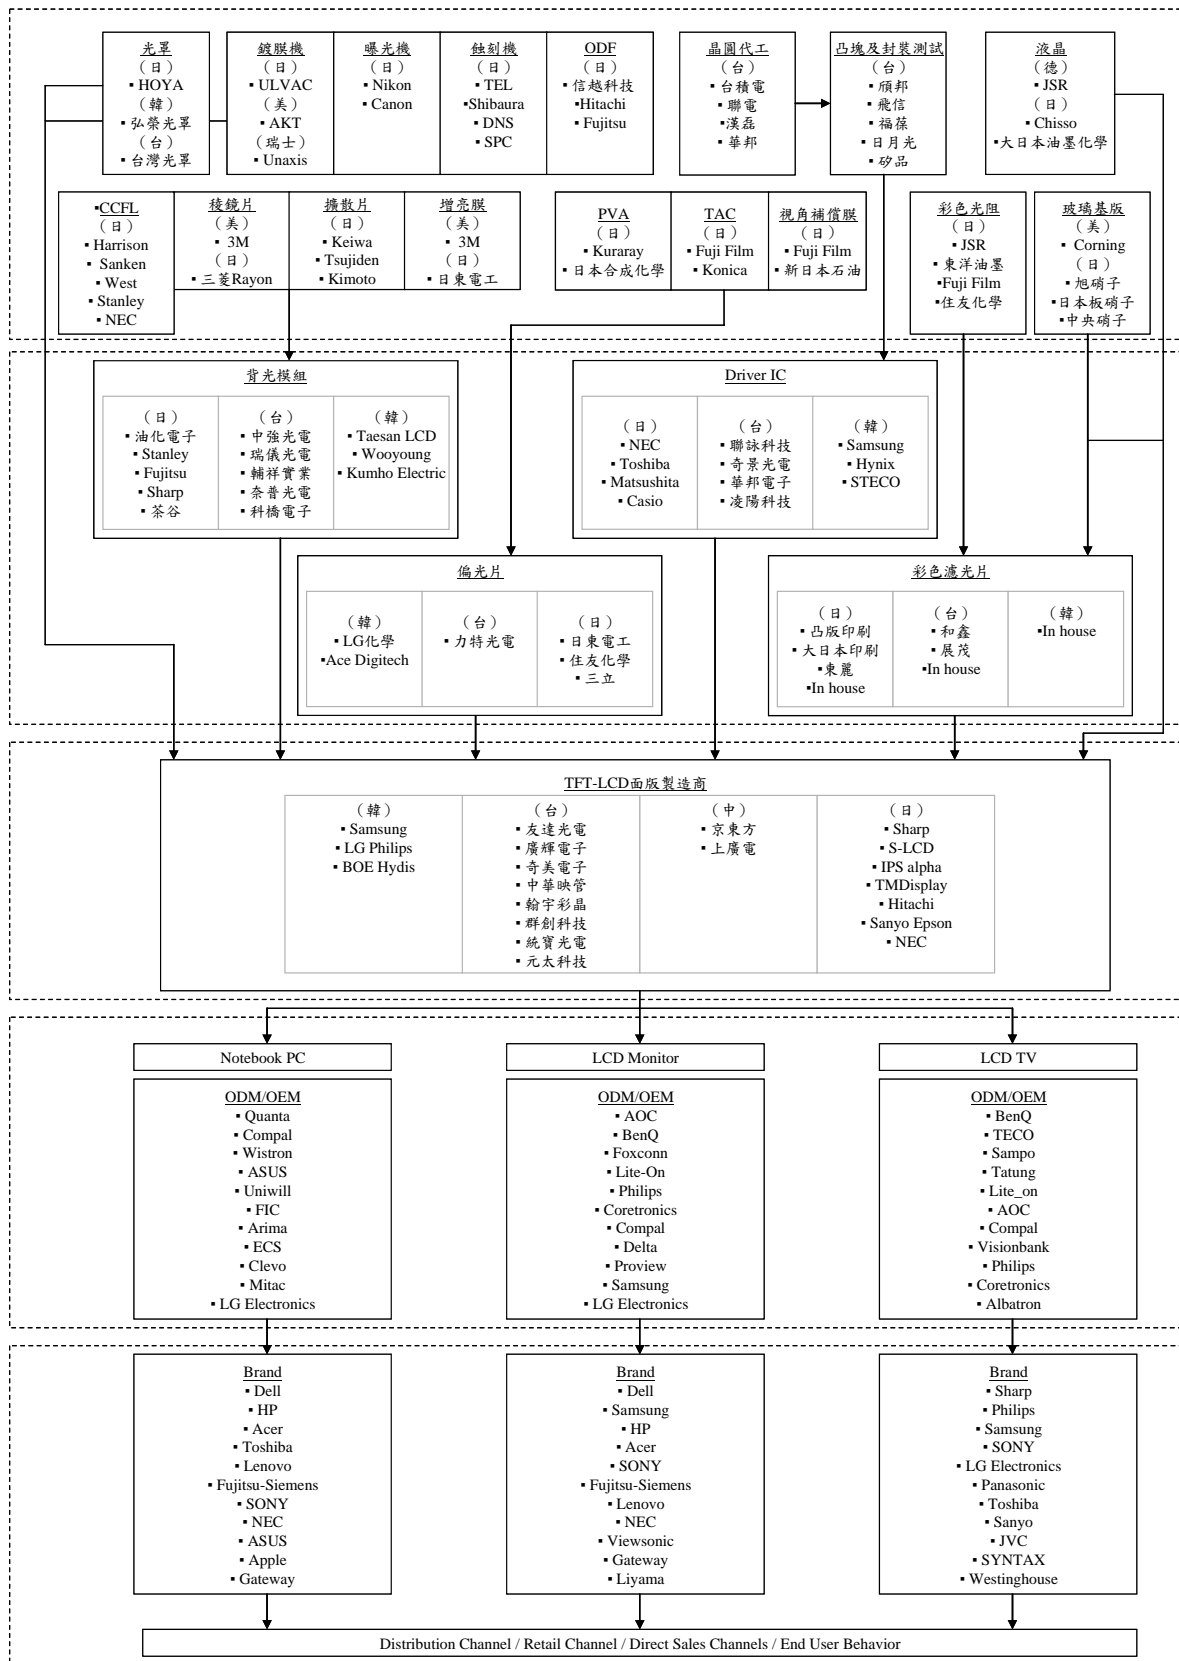 光罩
（日）
▪ HOYA
（韓）
▪ 弘榮光罩
（台）
▪ 台灣光罩
鍍膜機
（日）
▪ ULVAC
（美）
▪ AKT
（瑞士）
▪ Unaxis
曝光機
（日）
▪ Nikon
▪ Canon
蝕刻機
（日）
▪ TEL
▪Shibaura
▪ DNS
▪ SPC
ODF
（日）
▪ 信越科技
▪Hitachi
▪ Fujitsu
晶圓代工
（台）
▪ 台積電
▪ 聯電
▪ 漢磊
▪ 華邦
凸塊及封裝測試
（台）
▪ 頎邦
▪ 飛信
▪ 福葆
▪ 日月光
▪ 矽品
液晶
（德）
▪ JSR
（日）
▪ Chisso
▪大日本油墨化學
▪CCFL
（日）
▪ Harrison
▪ Sanken
▪ West
▪ Stanley
▪ NEC
稜鏡片
（美）
▪ 3M
（日）
▪ 三菱Rayon
擴散片
（日）
▪ Keiwa
▪ Tsujiden
▪ Kimoto
增亮膜
（美）
▪ 3M
（日）
▪ 日東電工
PVA
（日）
▪ Kuraray
▪ 日本合成化學
TAC
（日）
▪ Fuji Film
▪ Konica
視角補償膜
（日）
▪ Fuji Film
▪ 新日本石油
彩色光阻
（日）
▪ JSR
▪ 東洋油墨
▪Fuji Film
▪住友化學
玻璃基版
（美）
▪ Corning
（日）
▪ 旭硝子
▪日本板硝子
▪中央硝子
背光模組
（日）
▪ 油化電子
▪ Stanley
▪ Fujitsu
▪ Sharp
▪ 茶谷
（台）
▪ 中強光電
▪ 瑞儀光電
▪ 輔祥實業
▪ 奈普光電
▪ 科橋電子
（韓）
▪ Taesan LCD
▪ Wooyoung
▪ Kumho Electric
Driver IC
（日）
▪ NEC
▪ Toshiba
▪ Matsushita
▪ Casio
（台）
▪ 聯詠科技
▪ 奇景光電
▪ 華邦電子
▪ 凌陽科技
（韓）
▪ Samsung
▪ Hynix
▪ STECO
偏光片
（韓）
▪ LG化學
▪Ace Digitech
（台）
▪ 力特光電
（日）
▪ 日東電工
▪ 住友化學
▪ 三立
彩色濾光片
（日）
▪ 凸版印刷
▪ 大日本印刷
▪東麗
▪In house
（台）
▪ 和鑫
▪ 展茂
▪In house
（韓）
▪In house
TFT-LCD面版製造商
（韓）
▪ Samsung
▪ LG Philips
▪ BOE Hydis
（台）
▪ 友達光電
▪ 廣輝電子
▪ 奇美電子
▪ 中華映管
▪ 翰宇彩晶
▪ 群創科技
▪ 統寶光電
▪ 元太科技
（中）
▪ 京東方
▪ 上廣電
（日）
▪ Sharp
▪ S-LCD
▪ IPS alpha
▪ TMDisplay
▪ Hitachi
▪ Sanyo Epson
▪ NEC
Notebook PC
LCD Monitor
LCD TV
ODM/OEM
▪ Quanta
▪ Compal
▪ Wistron
▪ ASUS
▪ Uniwill
▪ FIC
▪ Arima
▪ ECS
▪ Clevo
▪ Mitac
▪ LG Electronics
ODM/OEM
▪ AOC
▪ BenQ
▪ Foxconn
▪ Lite-On
▪ Philips
▪ Coretronics
▪ Compal
▪ Delta
▪ Proview
▪ Samsung
▪ LG Electronics
ODM/OEM
▪ BenQ
▪ TECO
▪ Sampo
▪ Tatung
▪ Lite_on
▪ AOC
▪ Compal
▪ Visionbank
▪ Philips
▪ Coretronics
▪ Albatron
Brand
▪ Dell
▪ HP
▪ Acer
▪ Toshiba
▪ Lenovo
▪ Fujitsu-Siemens
▪ SONY
▪ NEC
▪ ASUS
▪ Apple
▪ Gateway
Brand
▪ Dell
▪ Samsung
▪ HP
▪ Acer
▪ SONY
▪ Fujitsu-Siemens
▪ Lenovo
▪ NEC
▪ Viewsonic
▪ Gateway
▪ Liyama
Brand
▪ Sharp
▪ Philips
▪ Samsung
▪ SONY
▪ LG Electronics
▪ Panasonic
▪ Toshiba
▪ Sanyo
▪ JVC
▪ SYNTAX
▪ Westinghouse
Distribution Channel / Retail Channel / Direct Sales Channels / End User Behavior